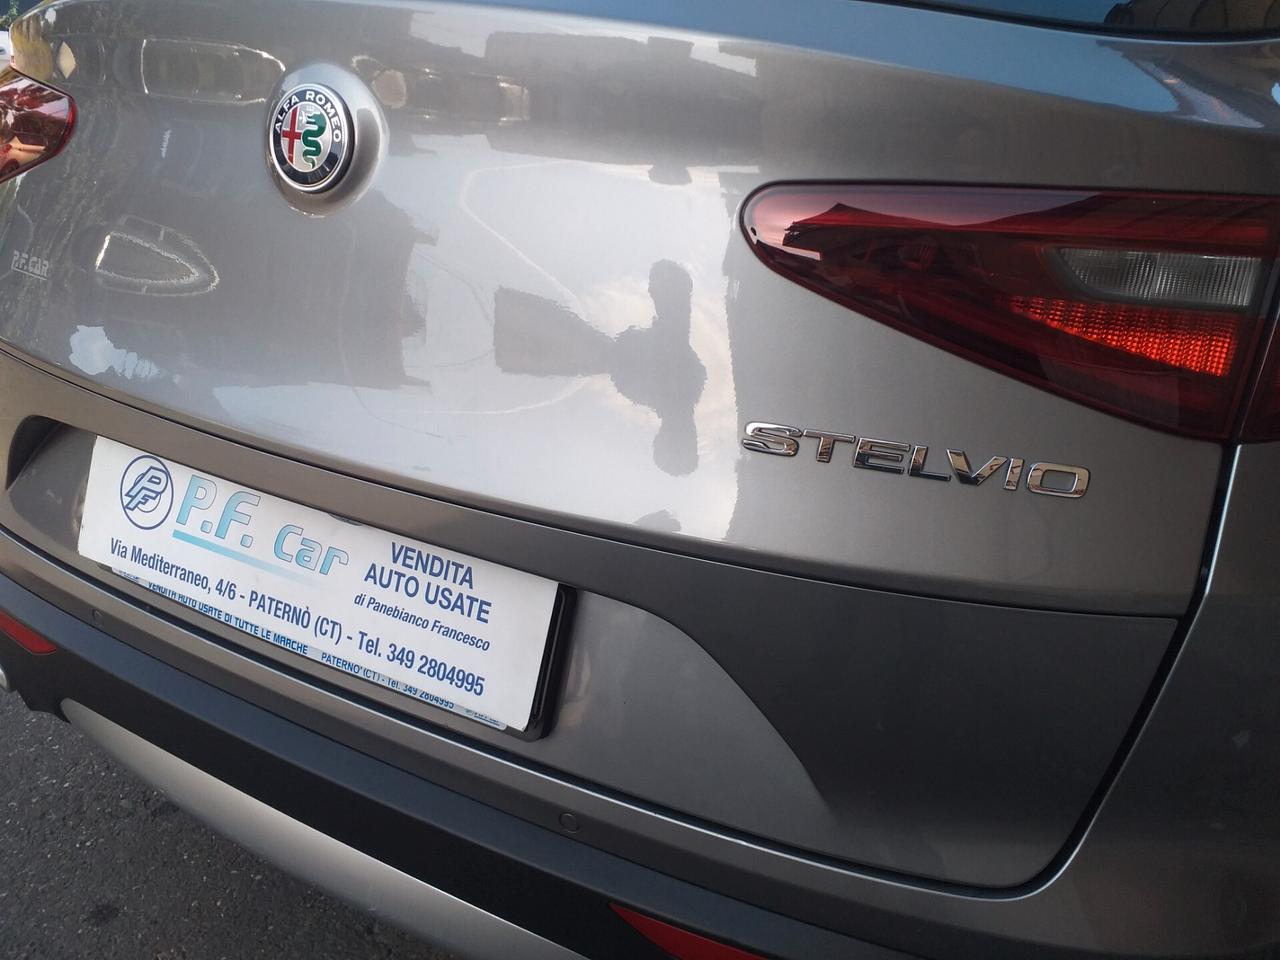 ALFA ROMEO
P.F. CAR
STELVIO
PF
P.F. Car
VENDITA
AUTO USATE
di Panebianco Francesco
Via Mediterraneo, 4/6 - PATERNÒ (CT) - Tel. 349 2804995
VENDITA AUTO USATE DI TUTTE LE MARCHE PATERNO' (CT) - Tel. 349 2804995